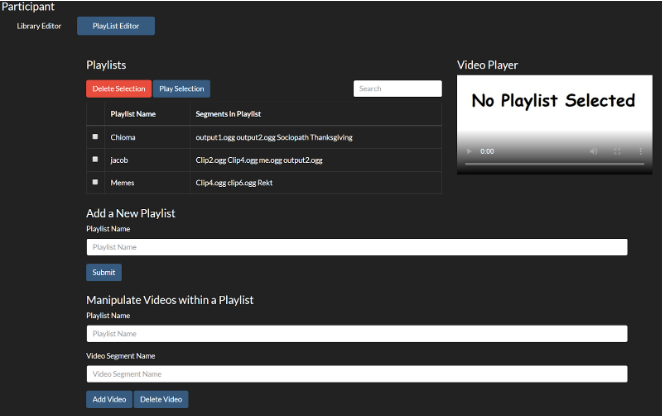 Participant
Library Editor PlayList Editor
Playlists
Delete Selection Play Selection Search
Playlist Name Segments In Playlist
Chioma output1.ogg output2.ogg Sociopath Thanksgiving
jacob Clip2.ogg Clip4.ogg me.ogg output2.ogg
Memes Clip4.ogg clip6.ogg Rekt
Video Player
No Playlist Selected
0:00
Add a New Playlist
Playlist Name
Playlist Name
Submit
Manipulate Videos within a Playlist
Playlist Name
Playlist Name
Video Segment Name
Video Segment Name
Add Video Delete Video